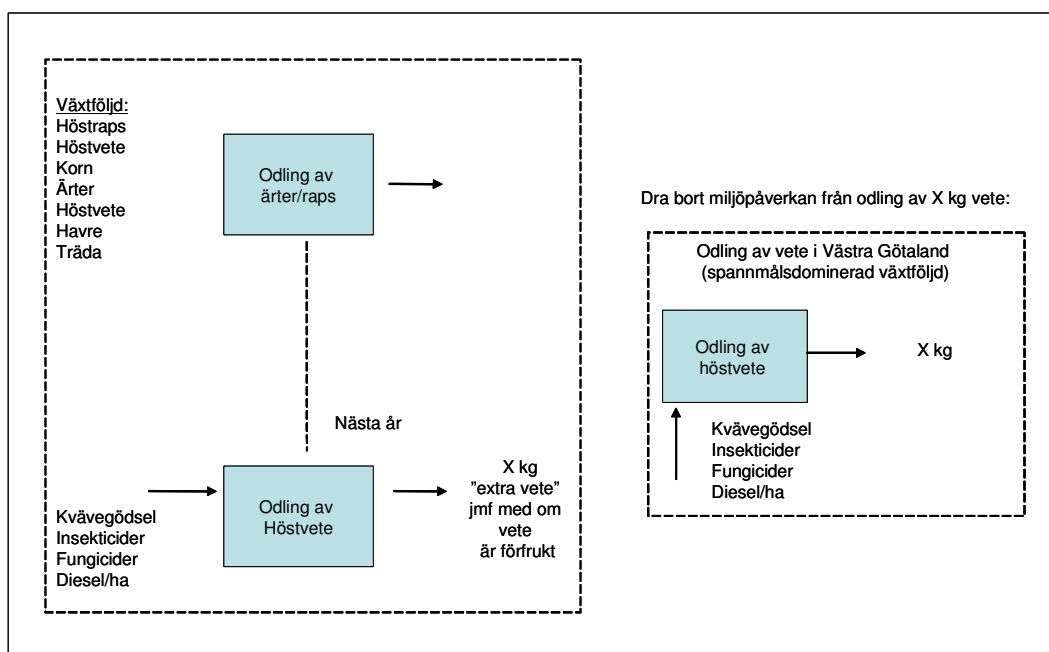 Växtföljd:
Höstraps
Höstvete
Korn
Ärter
Höstvete
Havre
Träda
Odling av
ärter/raps
Nästa år
Kvävegödsel
Insekticider
Fungicider
Diesel/ha
Odling av
Höstvete
X kg
"extra vete"
jmf med om
vete
är förfrukt
Dra bort miljöpåverkan från odling av X kg vete:
Odling av vete i Västra Götaland
(spannmålsdominerad växtföljd)
Odling av
höstvete
X kg
Kvävegödsel
Insekticider
Fungicider
Diesel/ha